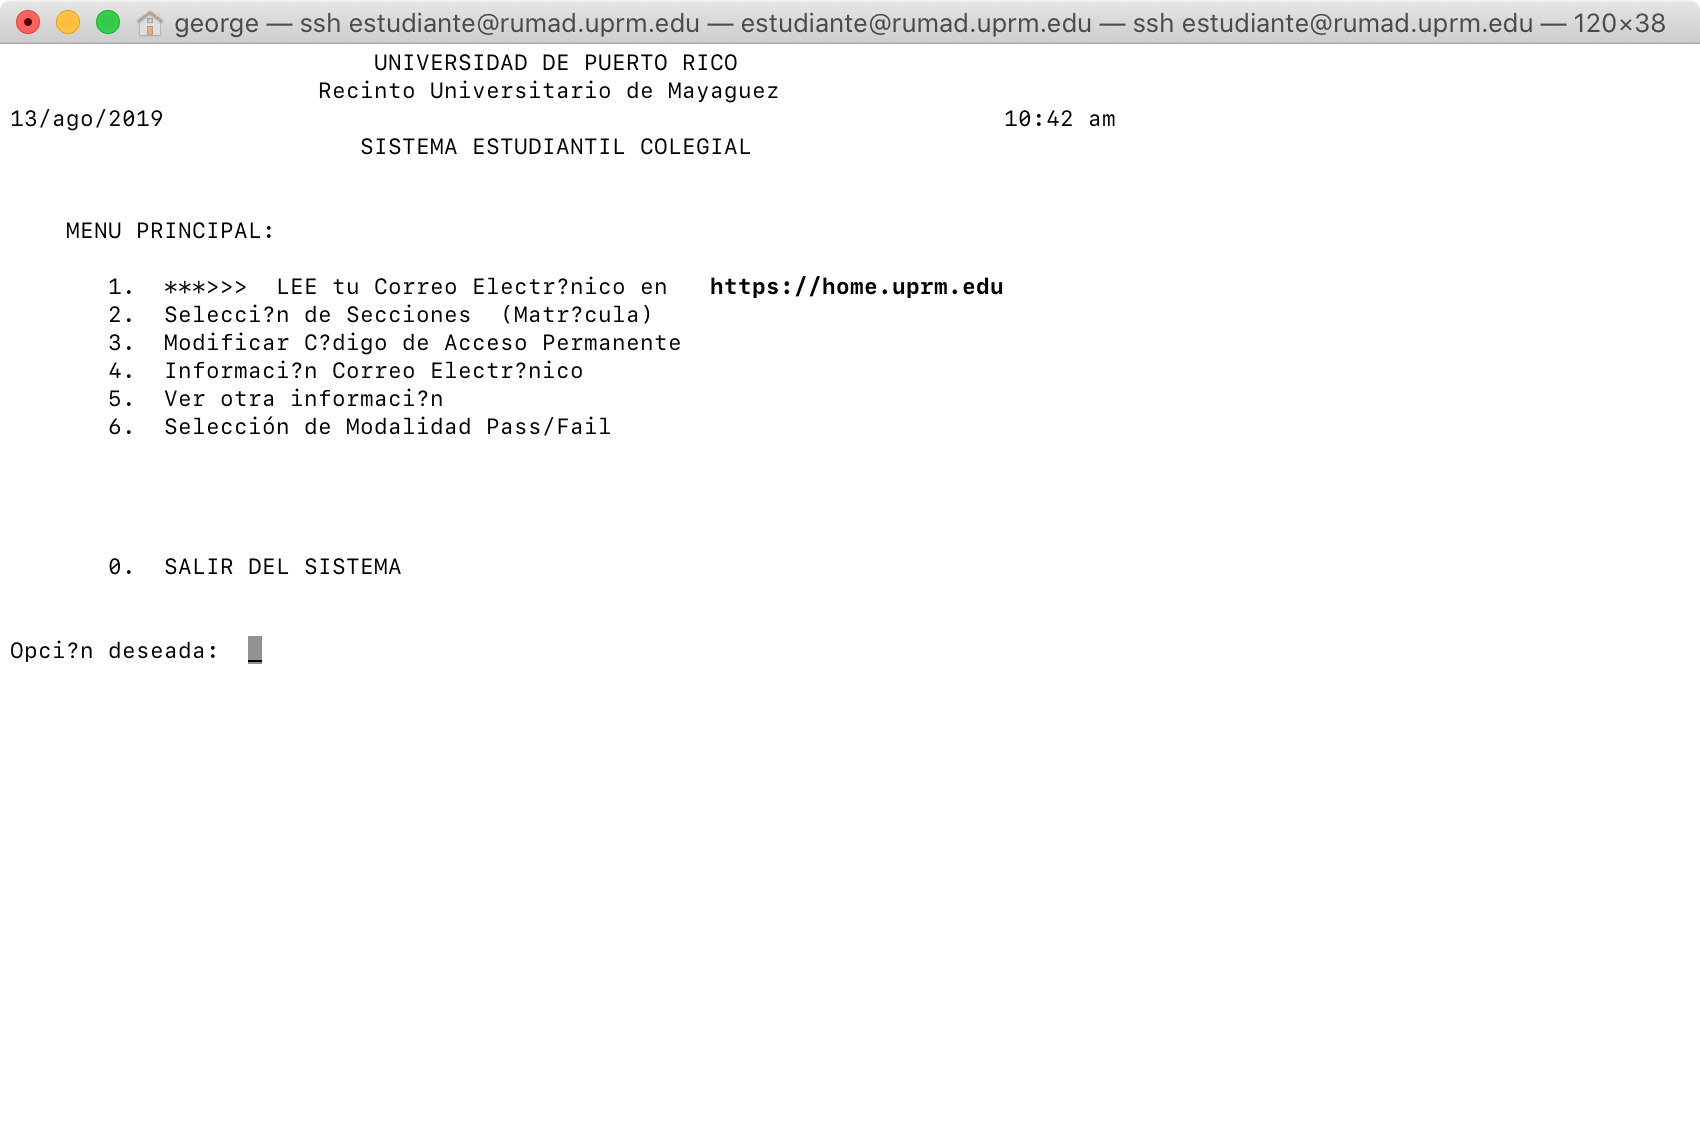 george — ssh estudiante@rumad.uprm.edu — estudiante@rumad.uprm.edu — ssh estudiante@rumad.uprm.edu — 120×38
UNIVERSIDAD DE PUERTO RICO
Recinto Universitario de Mayaguez
13/ago/2019 10:42 am
SISTEMA ESTUDIANTIL COLEGIAL
MENU PRINCIPAL:
1. ***>>> LEE tu Correo Electr?nico en https://home.uprm.edu
2. Selecci?n de Secciones (Matr?cula)
3. Modificar C?digo de Acceso Permanente
4. Informaci?n Correo Electr?nico
5. Ver otra informaci?n
6. Selección de Modalidad Pass/Fail
0. SALIR DEL SISTEMA
Opci?n deseada: _